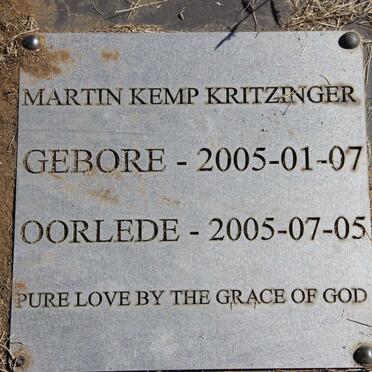 MARTIN KEMP KRITZINGER
GEBORE - 2005-01-07
OORLEDE - 2005-07-05
PURE LOVE BY THE GRACE OF GOD